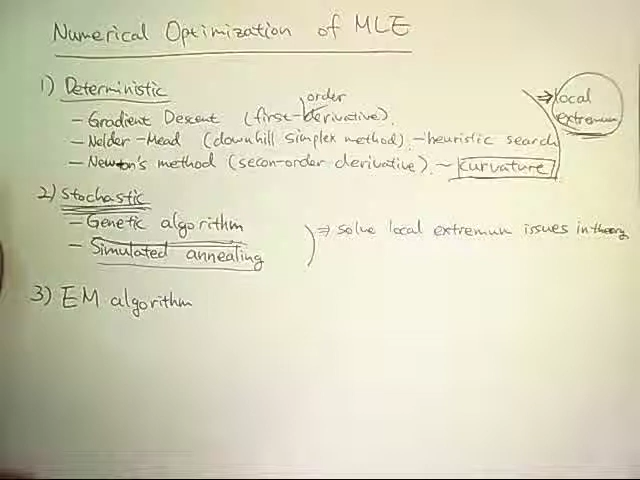 Numerical Optimization of MLE
1) Deterministic
- Gradient Descent (first-order derivative).
- Nelder-Mead (downhill simplex method). - heuristic search
- Newton's method (secon-order derivative). ~ Kurvature
⇒ local extremum
2) Stochastic
- Genetic algorithm
- Simulated annealing
⇒ solve local extremum issues in theory
3) EM algorithm